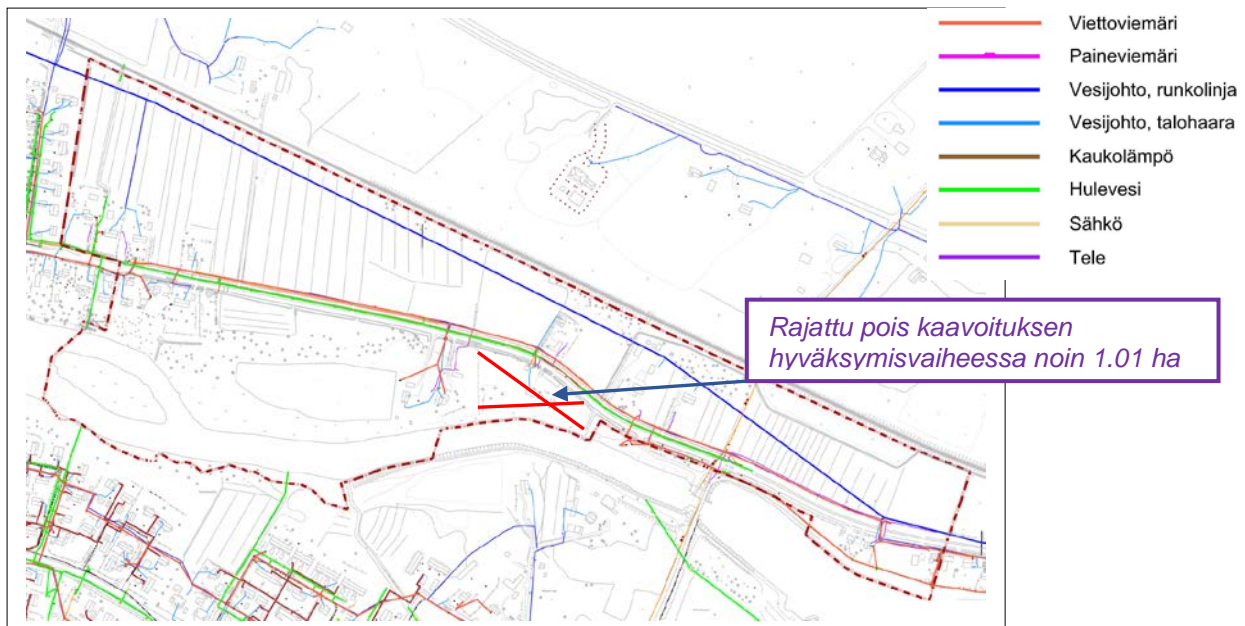 Viettoviemäri
Paineviemäri
Vesijohto, runkolinja
Vesijohto, talohaara
Kaukolämpö
Hulevesi
Sähkö
Tele
Rajattu pois kaavoituksen
hyväksymisvaiheessa noin 1.01 ha